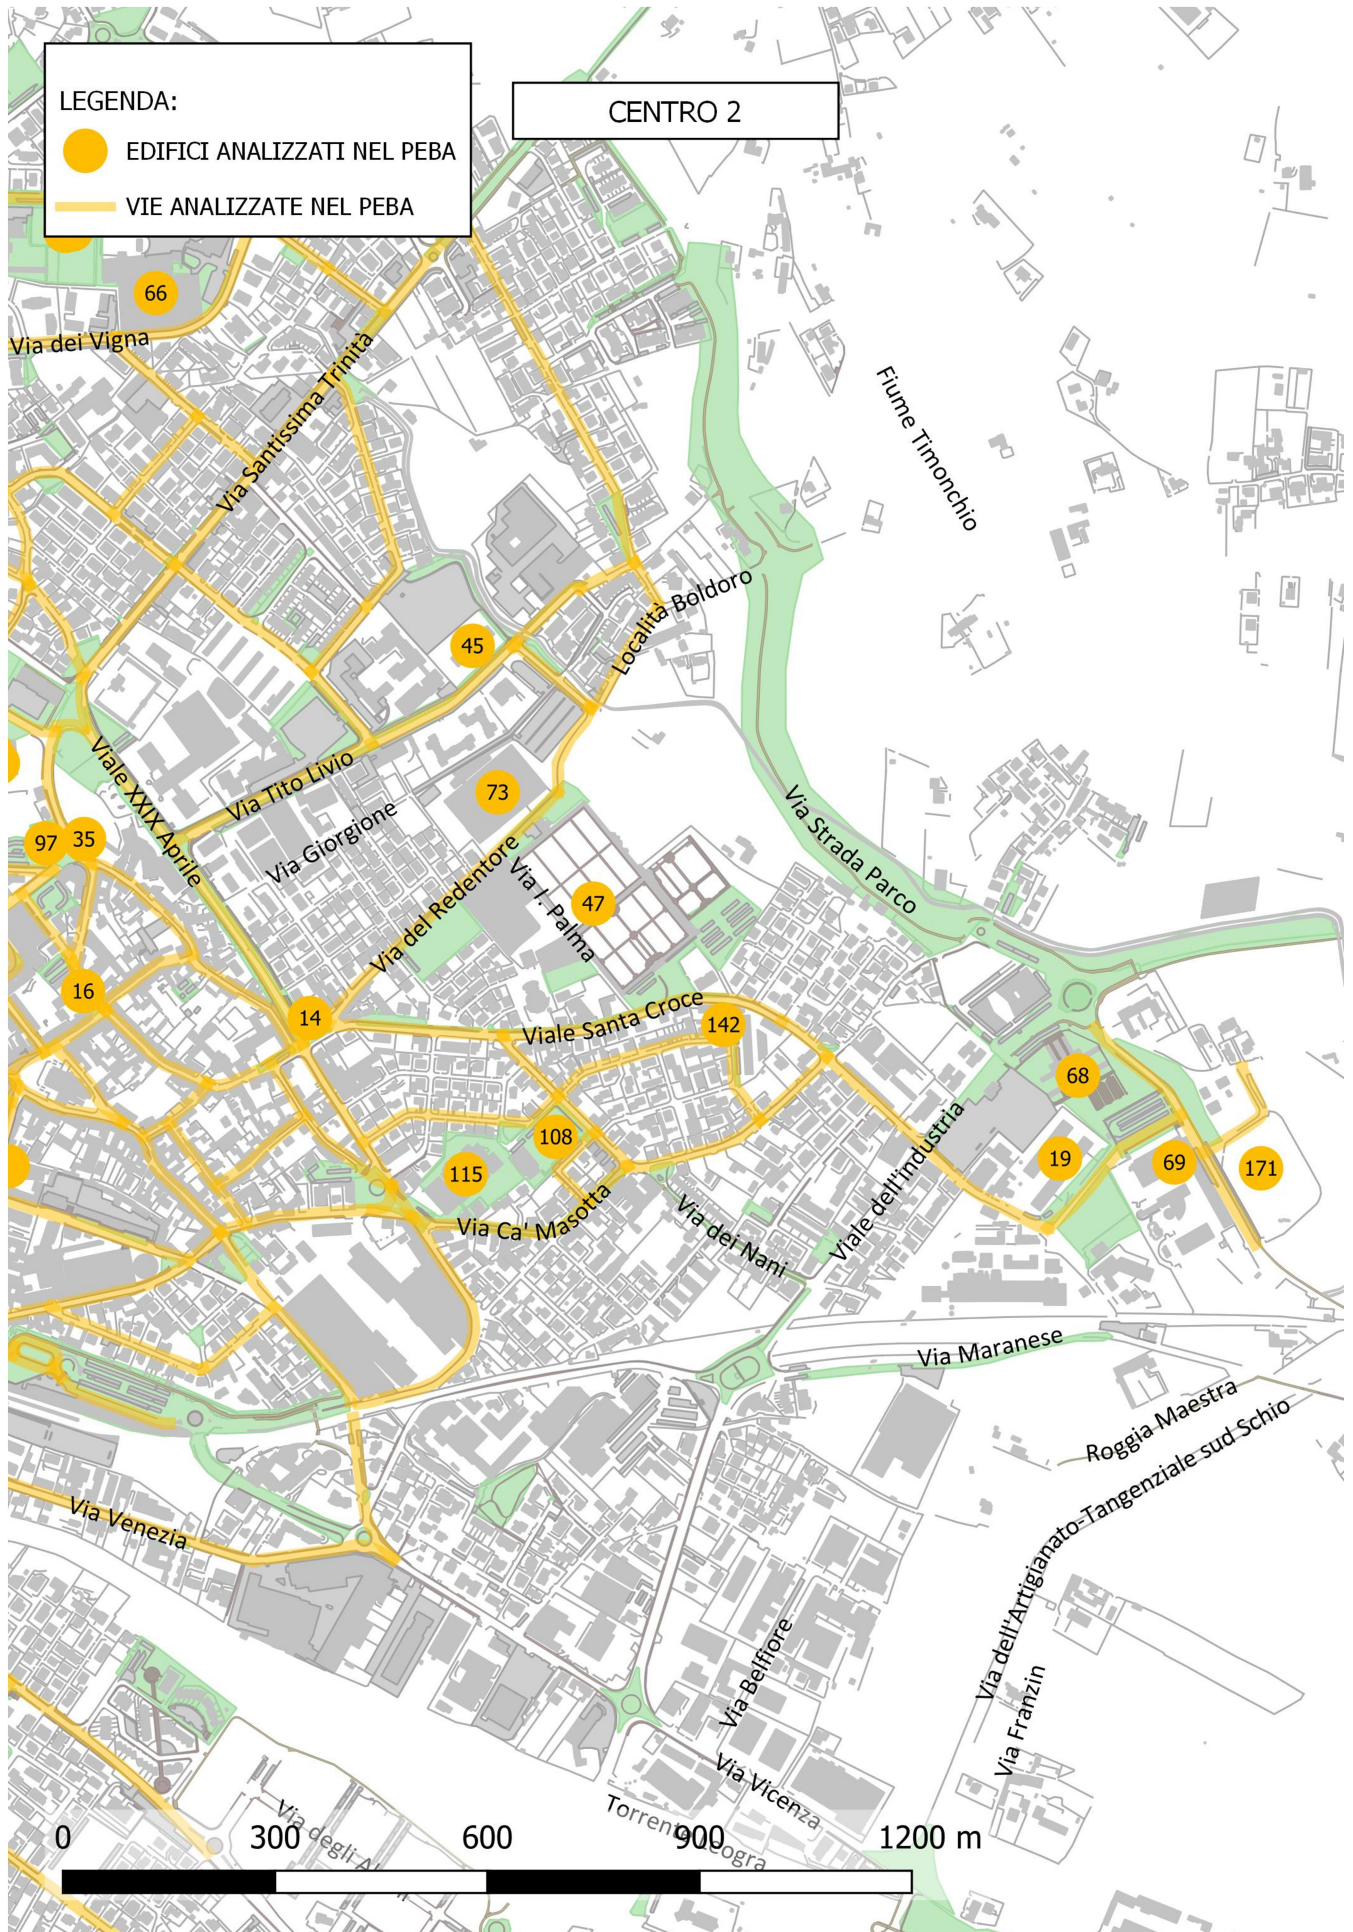 LEGENDA:
CENTRO 2
EDIFICI ANALIZZATI NEL PEBA
VIE ANALIZZATE NEL PEBA
66
Via dei Vigna
Via Santissima Trinità
Fiume Timonchio
Località Boldoro
45
Viale XXIX Aprile
Via Tito Livio
73
Via Giorgione
Via Strada Parco
97
35
Via del Redentore
Via J. Palma
47
16
14
Viale Santa Croce
142
68
108
115
19
69
171
Via Ca' Masotta
Via dei Nani
Viale dell'industria
Via Maranese
Roggia Maestra
Via dell'Artigianato-Tangenziale sud Schio
Via Venezia
Via Belfiore
Via Franzin
Via Vicenza
Torrente Leogra
Via degli
0
300
600
900
1200 m